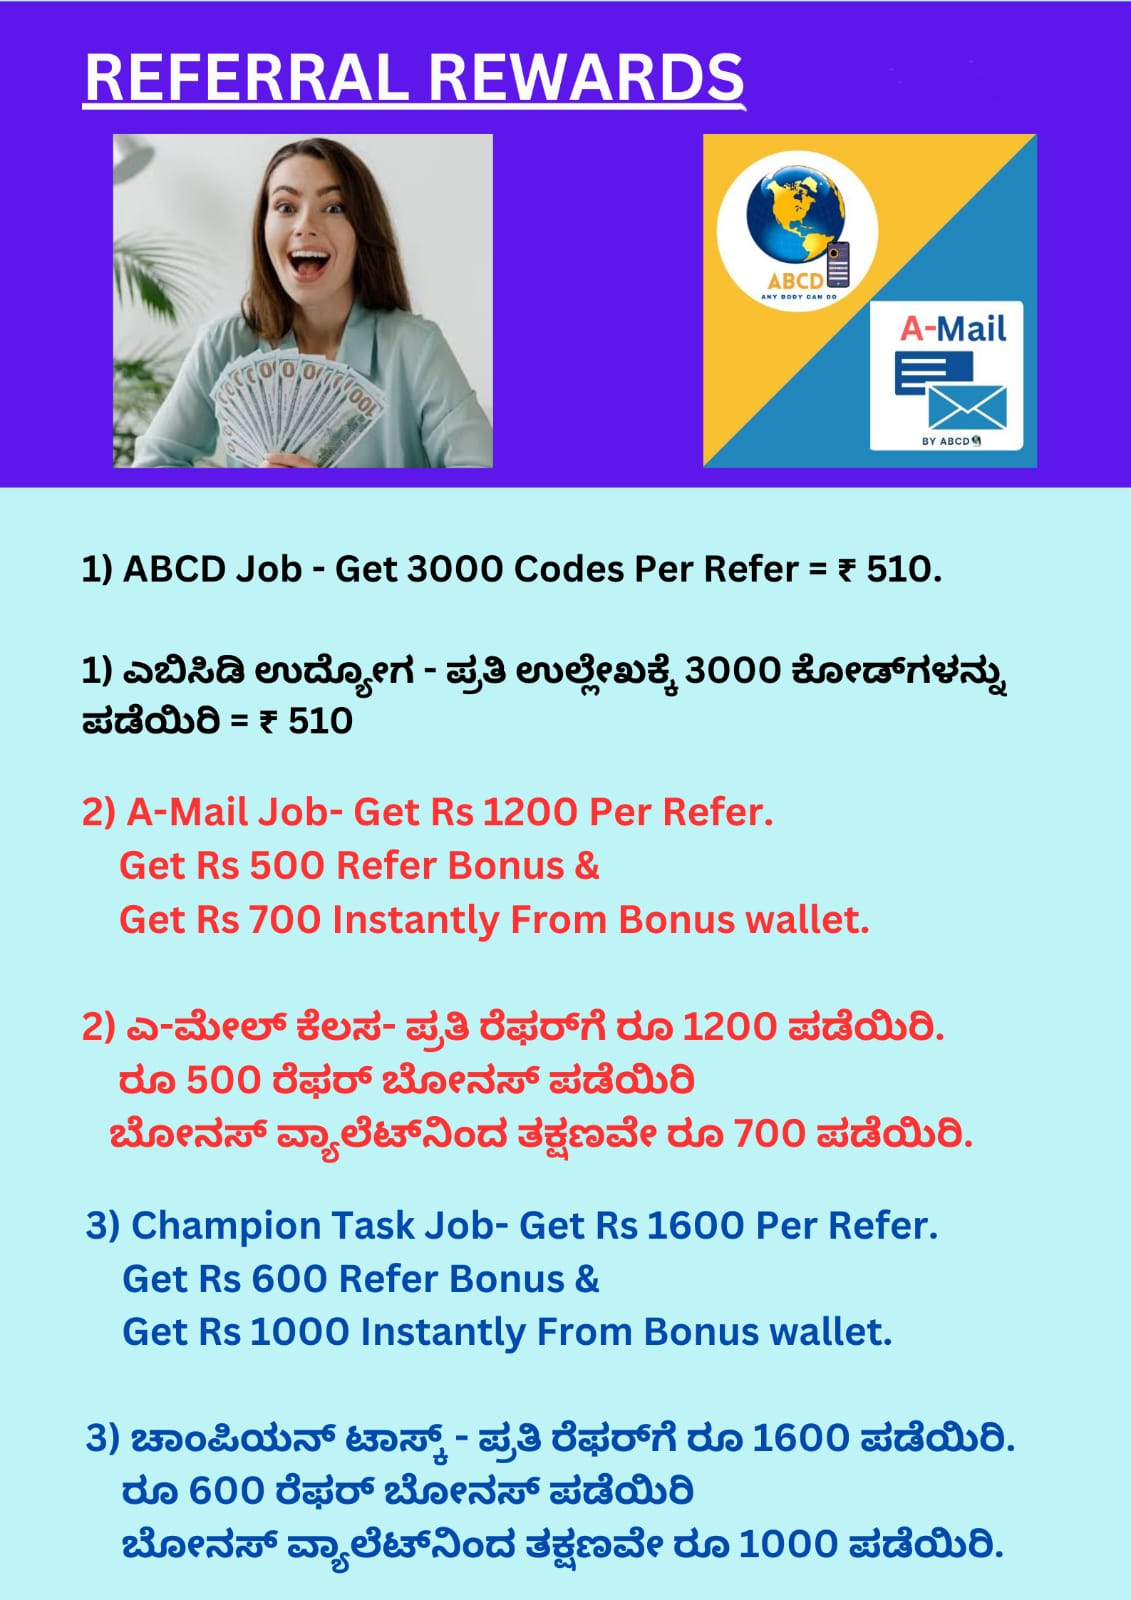 REFERRAL REWARDS
ABCD
ANY BODY CAN DO
A-Mail
BY ABCD
1) ABCD Job - Get 3000 Codes Per Refer = ₹ 510.
1) ಎಬಿಸಿಡಿ ಉದ್ಯೋಗ - ಪ್ರತಿ ಉಲ್ಲೇಖಕ್ಕೆ 3000 ಕೋಡ್‌ಗಳನ್ನು
ಪಡೆಯಿರಿ = ₹ 510
2) A-Mail Job- Get Rs 1200 Per Refer.
Get Rs 500 Refer Bonus &
Get Rs 700 Instantly From Bonus wallet.
2) ಎ-ಮೇಲ್ ಕೆಲಸ- ಪ್ರತಿ ರೆಫರ್‌ಗೆ ರೂ 1200 ಪಡೆಯಿರಿ.
ರೂ 500 ರೆಫರ್ ಬೋನಸ್ ಪಡೆಯಿರಿ
ಬೋನಸ್ ವ್ಯಾಲೆಟ್‌ನಿಂದ ತಕ್ಷಣವೇ ರೂ 700 ಪಡೆಯಿರಿ.
3) Champion Task Job- Get Rs 1600 Per Refer.
Get Rs 600 Refer Bonus &
Get Rs 1000 Instantly From Bonus wallet.
3) ಚಾಂಪಿಯನ್ ಟಾಸ್ಕ್ - ಪ್ರತಿ ರೆಫರ್‌ಗೆ ರೂ 1600 ಪಡೆಯಿರಿ.
ರೂ 600 ರೆಫರ್ ಬೋನಸ್ ಪಡೆಯಿರಿ
ಬೋನಸ್ ವ್ಯಾಲೆಟ್‌ನಿಂದ ತಕ್ಷಣವೇ ರೂ 1000 ಪಡೆಯಿರಿ.